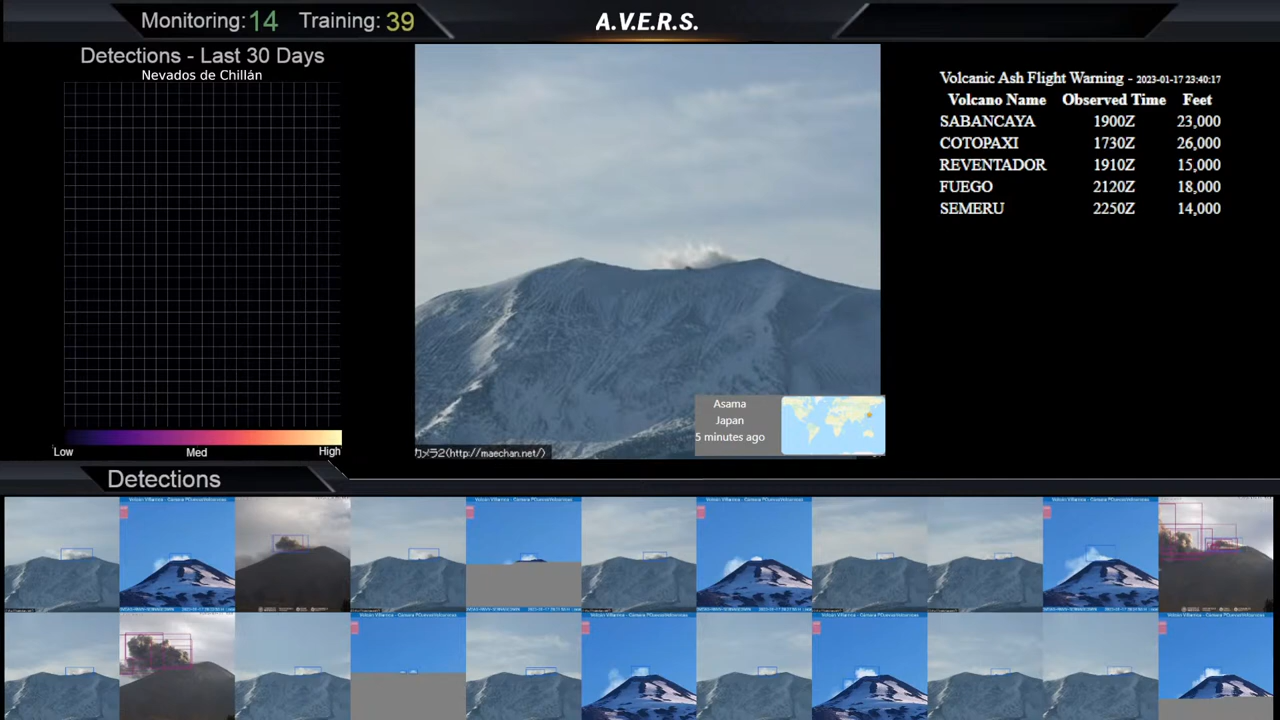 Monitoring: 14 Training: 39
A.V.E.R.S.
Detections - Last 30 Days
Nevados de Chillán
Low Med High
Volcanic Ash Flight Warning - 2023-01-17 23:40:17
Volcano Name Observed Time Feet
SABANCAYA 1900Z 23,000
COTOPAXI 1730Z 26,000
REVENTADOR 1910Z 15,000
FUEGO 2120Z 18,000
SEMERU 2250Z 14,000
Asama
Japan
5 minutes ago
カメラ2(http://maechan.net/)
Detections